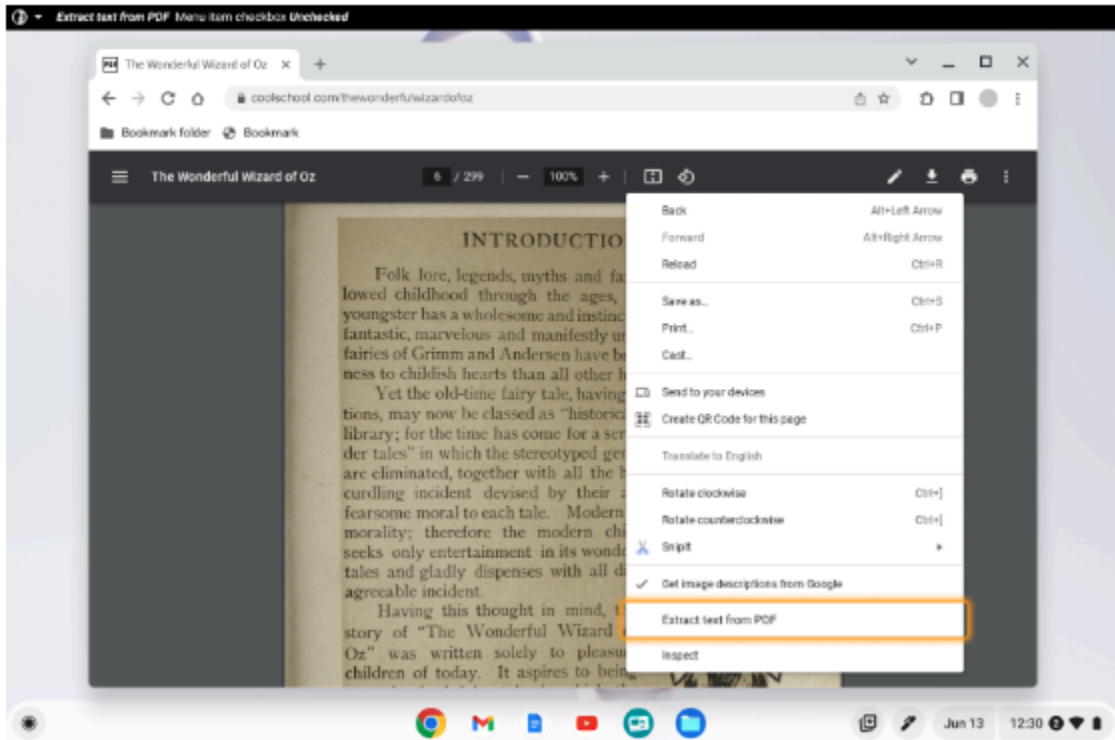 Extract text from PDF Menu item checkbox Unchecked
The Wonderful Wizard of Oz
coolschool.com/thewonderfulwizardofoz
Bookmark folder Bookmark
The Wonderful Wizard of Oz 6 / 299 100%
INTRODUCTIO
Folk lore, legends, myths and fa
lowed childhood through the ages,
youngster has a wholesome and instinc
fantastic, marvelous and manifestly un
fairies of Grimm and Andersen have b
ness to childish hearts than all other h
Yet the old-time fairy tale, having
tions, may now be classed as "historic
library; for the time has come for a ser
der tales" in which the stereotyped gen
are eliminated, together with all the h
curdling incident devised by their a
fearsome moral to each tale. Modern
morality; therefore the modern chi
seeks only entertainment in its wonde
tales and gladly dispenses with all di
agreeable incident.
Having this thought in mind, t
story of "The Wonderful Wizard
Oz" was written solely to pleasu
children of today. It aspires to being
Back Alt+Left Arrow
Forward Alt+Right Arrow
Reload Ctrl+R
Save as... Ctrl+S
Print... Ctrl+P
Cast...
Send to your devices
Create QR Code for this page
Translate to English
Rotate clockwise Ctrl+]
Rotate counterclockwise Ctrl+[
SnipIt
Get image descriptions from Google
Extract text from PDF
Inspect
Jun 13 12:30